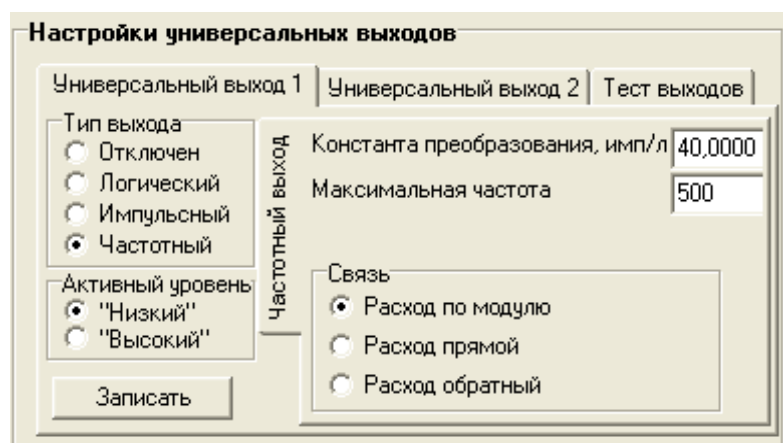 Настройки универсальных выходов
Универсальный выход 1
Универсальный выход 2
Тест выходов
Тип выхода
Отключен
Логический
Импульсный
Частотный
Активный уровень
"Низкий"
"Высокий"
Записать
Частотный выход
Константа преобразования, имп/л 40,0000
Максимальная частота 500
Связь
Расход по модулю
Расход прямой
Расход обратный